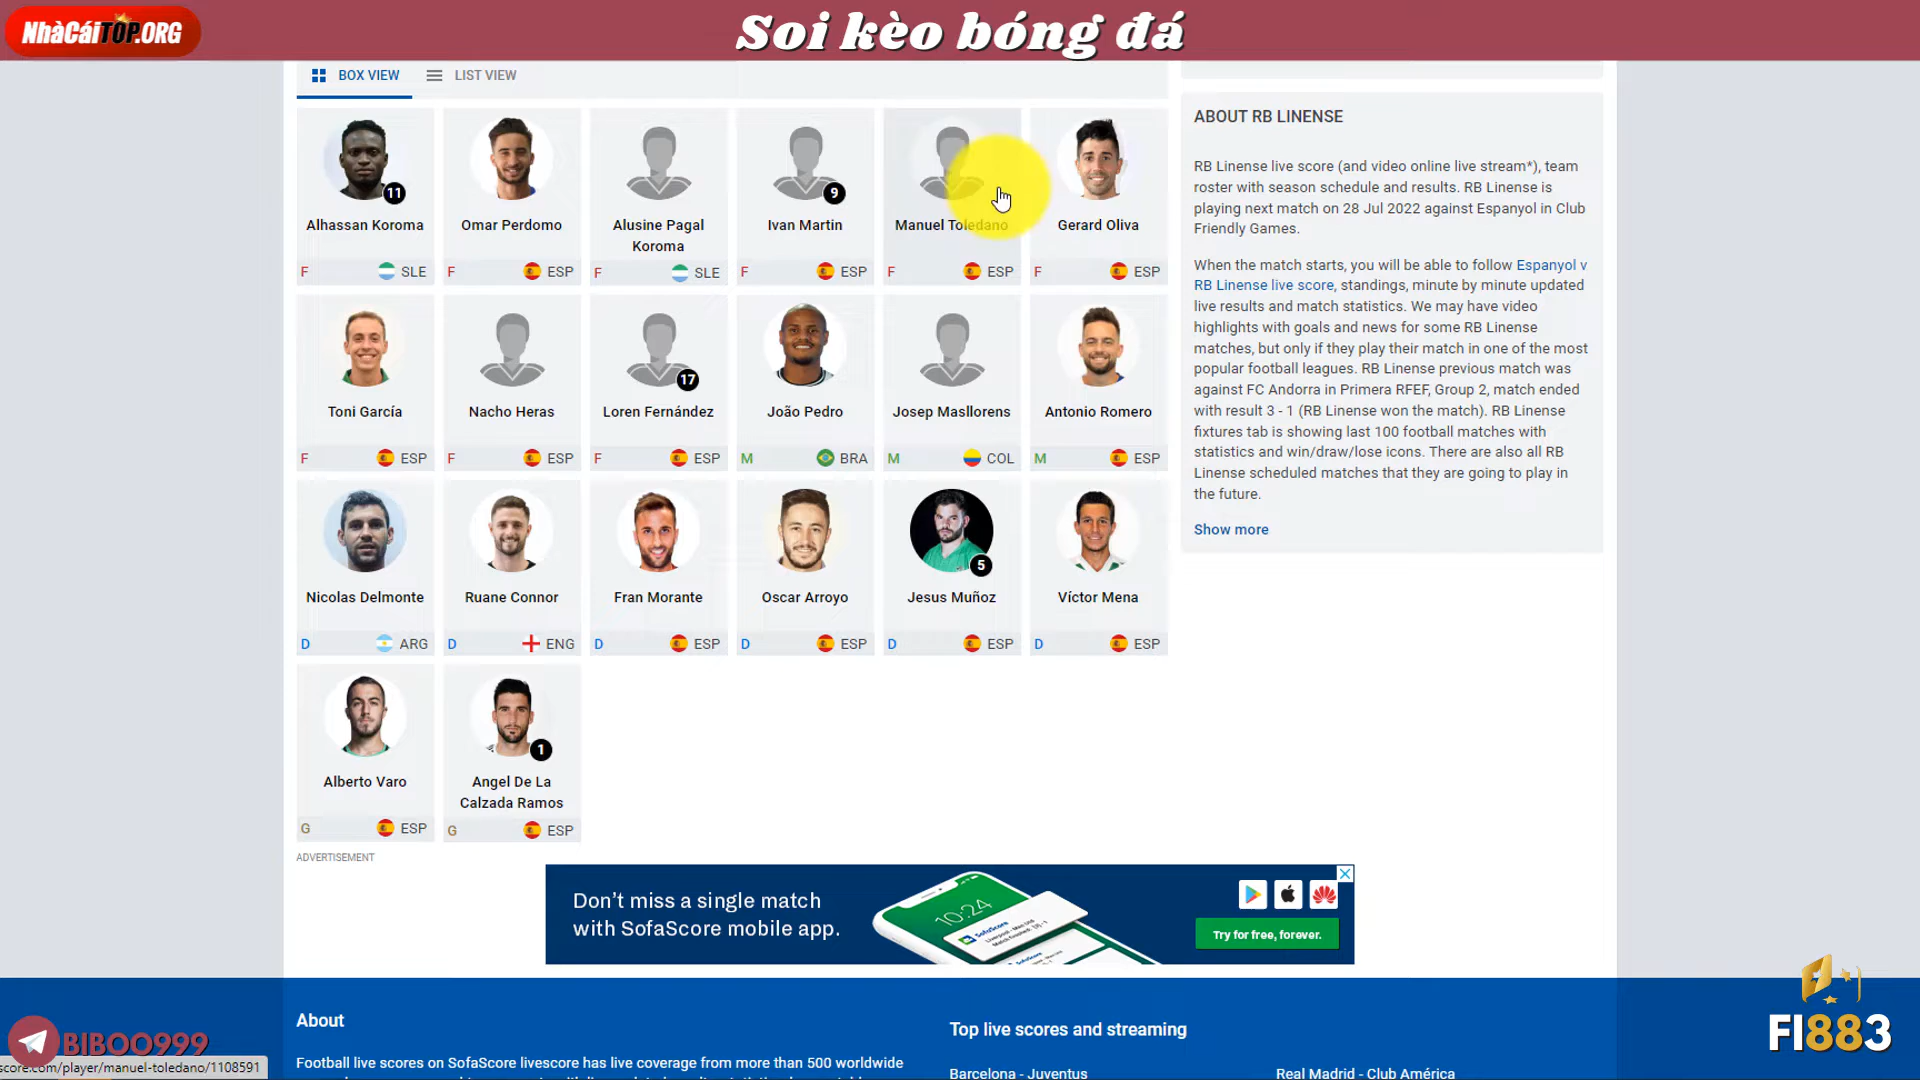 NHÀCÁITOP.ORG
Soi kèo bóng đá
BOX VIEW
LIST VIEW
11
Alhassan Koroma
F SLE
Omar Perdomo
F ESP
Alusine Pagal
Koroma
F SLE
9
Ivan Martin
F ESP
Manuel Toledano
F ESP
Gerard Oliva
F ESP
Toni García
F ESP
Nacho Heras
F ESP
17
Loren Fernández
F ESP
João Pedro
M BRA
Josep Masllorens
M COL
Antonio Romero
M ESP
Nicolas Delmonte
D ARG
Ruane Connor
D ENG
Fran Morante
D ESP
Oscar Arroyo
D ESP
5
Jesus Muñoz
D ESP
Víctor Mena
D ESP
Alberto Varo
G ESP
1
Angel De La
Calzada Ramos
G ESP
ABOUT RB LINENSE
RB Linense live score (and video online live stream*), team
roster with season schedule and results. RB Linense is
playing next match on 28 Jul 2022 against Espanyol in Club
Friendly Games.
When the match starts, you will be able to follow Espanyol v
RB Linense live score, standings, minute by minute updated
live results and match statistics. We may have video
highlights with goals and news for some RB Linense
matches, but only if they play their match in one of the most
popular football leagues. RB Linense previous match was
against FC Andorra in Primera RFEF, Group 2, match ended
with result 3 - 1 (RB Linense won the match). RB Linense
fixtures tab is showing last 100 football matches with
statistics and win/draw/lose icons. There are also all RB
Linense scheduled matches that they are going to play in
the future.
Show more
ADVERTISEMENT
Don't miss a single match
with SofaScore mobile app.
10:24
SofaScore
Try for free, forever.
About
Football live scores on SofaScore livescore has live coverage from more than 500 worldwide
Top live scores and streaming
Barcelona - Juventus
Real Madrid - Club América
BIBOO999
score.com/player/manuel-toledano/1108591
FI883